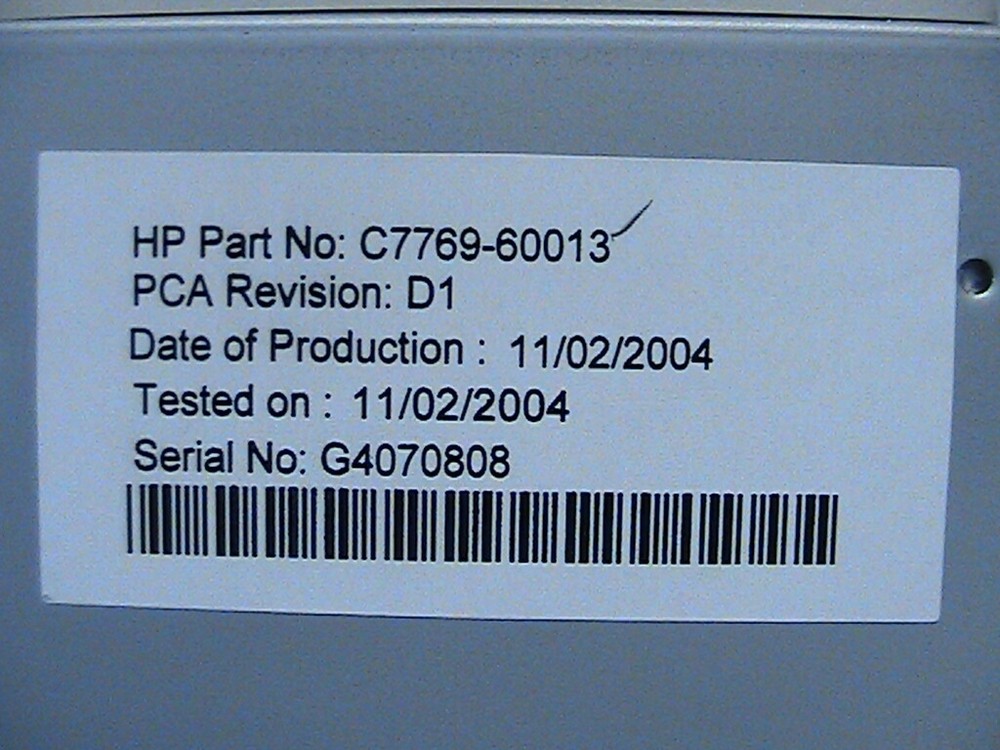 HP Part No: C7769-60013
PCA Revision: D1
Date of Production : 11/02/2004
Tested on : 11/02/2004
Serial No: G4070808